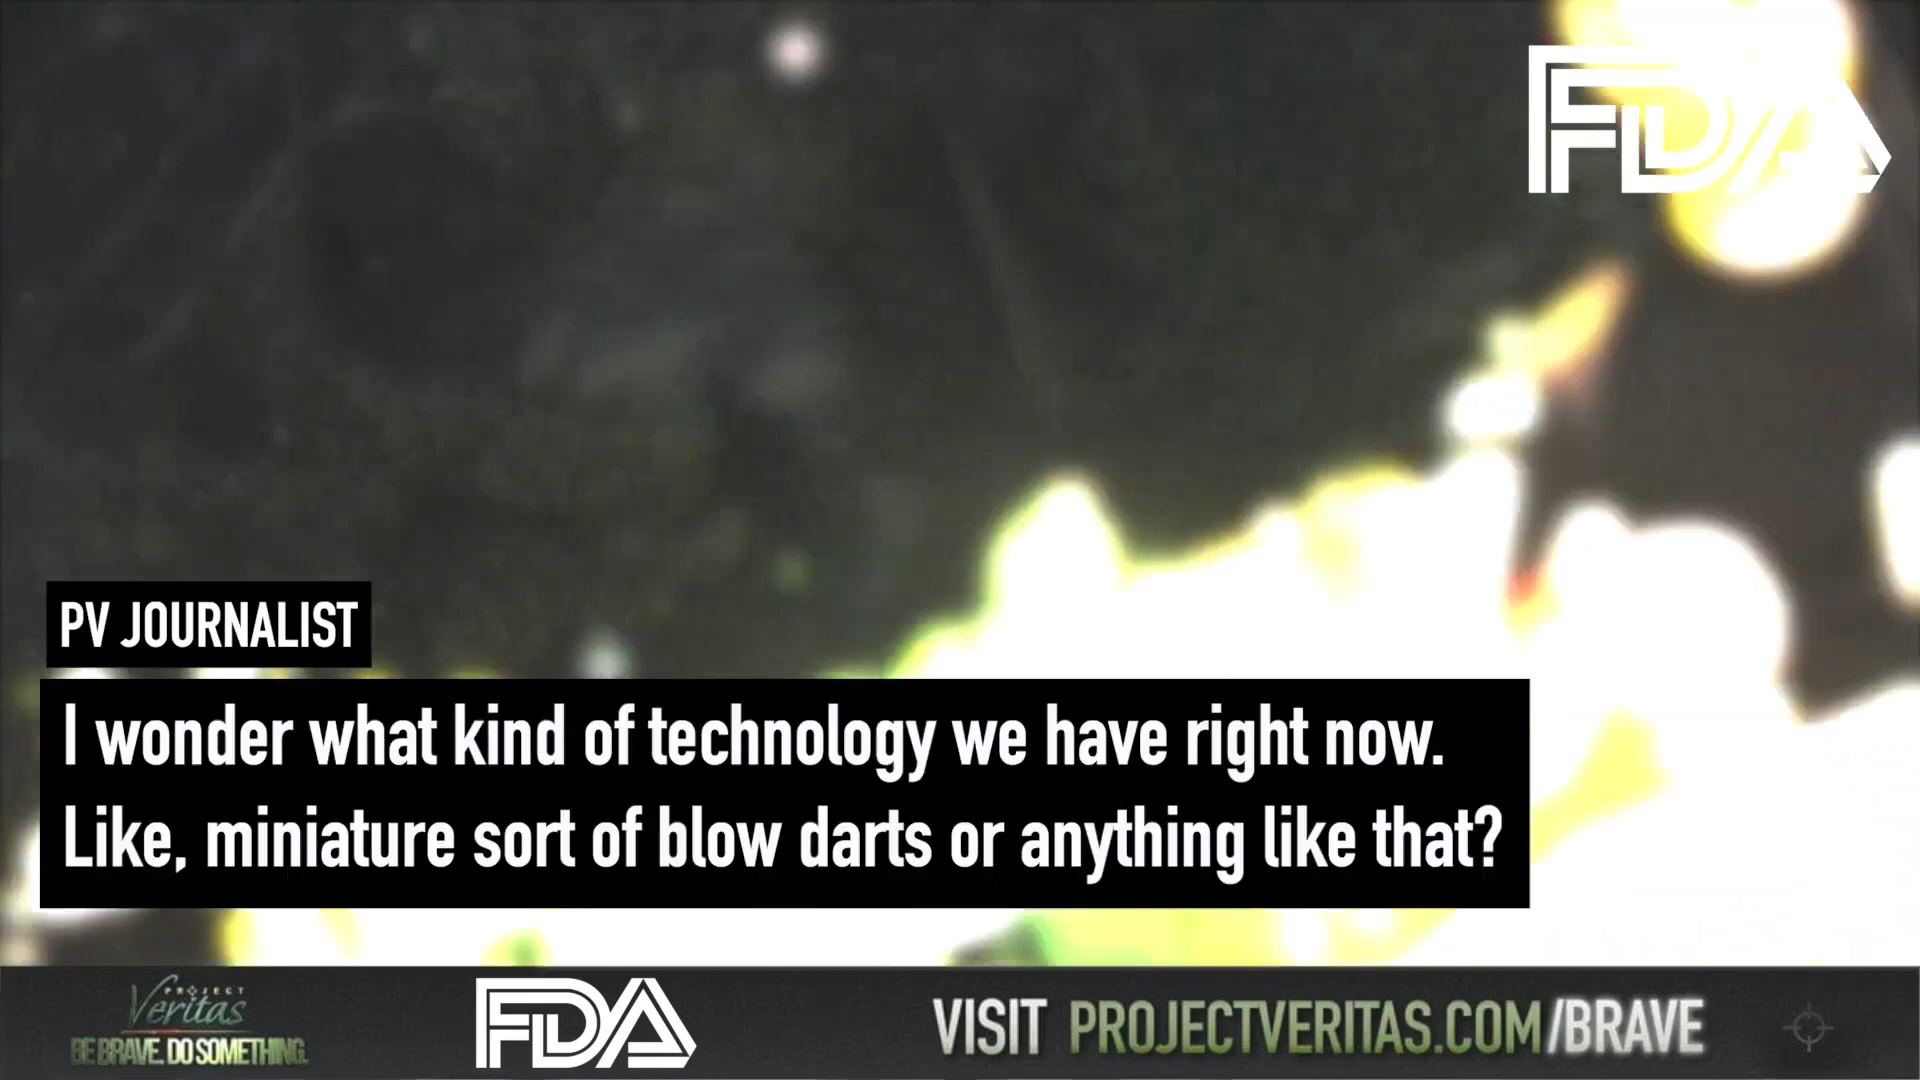 FDA
PV JOURNALIST
I wonder what kind of technology we have right now.
Like, miniature sort of blow darts or anything like that?
PROJECT
Veritas
BE BRAVE. DO SOMETHING.
FDA
VISIT PROJECTVERITAS.COM/BRAVE